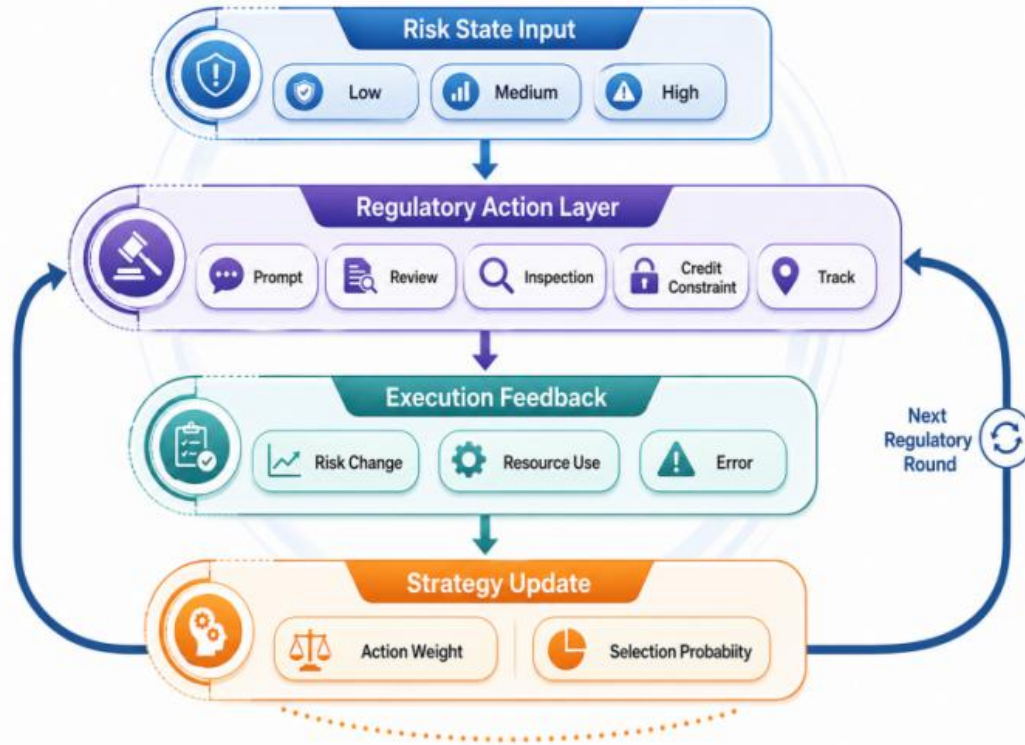 Risk State Input
Low
Medium
High
Regulatory Action Layer
Prompt
Review
Inspection
Credit
Constraint
Track
Execution Feedback
Risk Change
Resource Use
Error
Next
Regulatory
Round
Strategy Update
Action Weight
Selection Probabiity